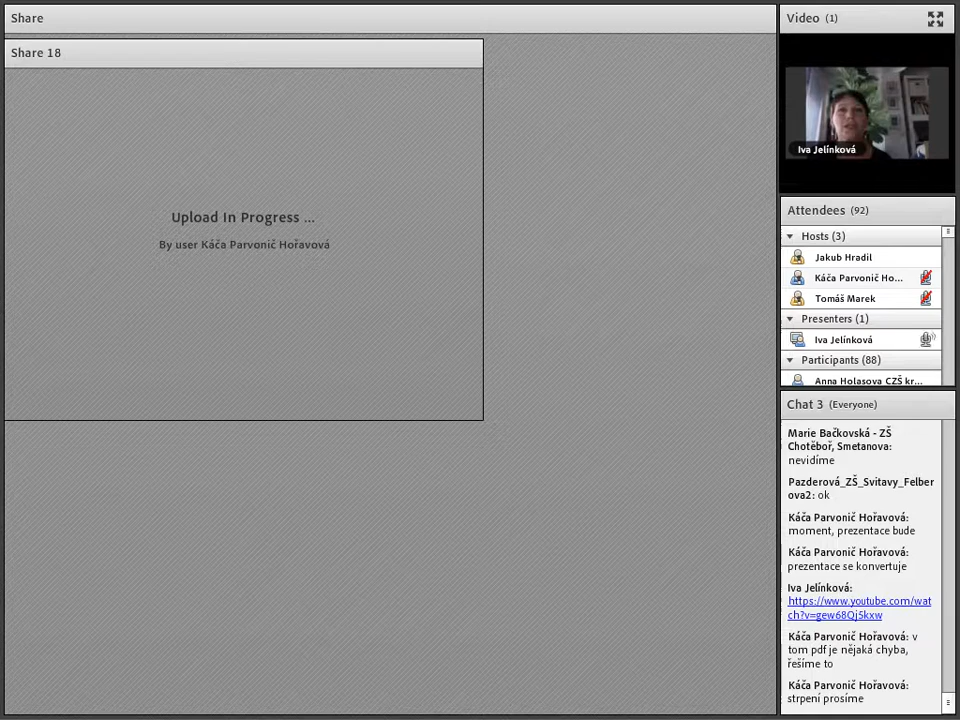 Share
Share 18
Upload In Progress ...
By user Káča Parvonič Hořavová
Video (1)
Iva Jelínková
Attendees (92)
Hosts (3)
Jakub Hradil
Káča Parvonič Ho...
Tomáš Marek
Presenters (1)
Iva Jelínková
Participants (88)
Anna Holasova CZŠ kr...
Chat 3 (Everyone)
Marie Bačkovská - ZŠ
Chotěboř, Smetanova:
nevidíme
Pazderová_ZŠ_Svitavy_Felber
ova2: ok
Káča Parvonič Hořavová:
moment, prezentace bude
Káča Parvonič Hořavová:
prezentace se konvertuje
Iva Jelínková:
https://www.youtube.com/wat
ch?v=gew68Qj5kxw
Káča Parvonič Hořavová: v
tom pdf je nějaká chyba,
řešíme to
Káča Parvonič Hořavová:
strpení prosíme